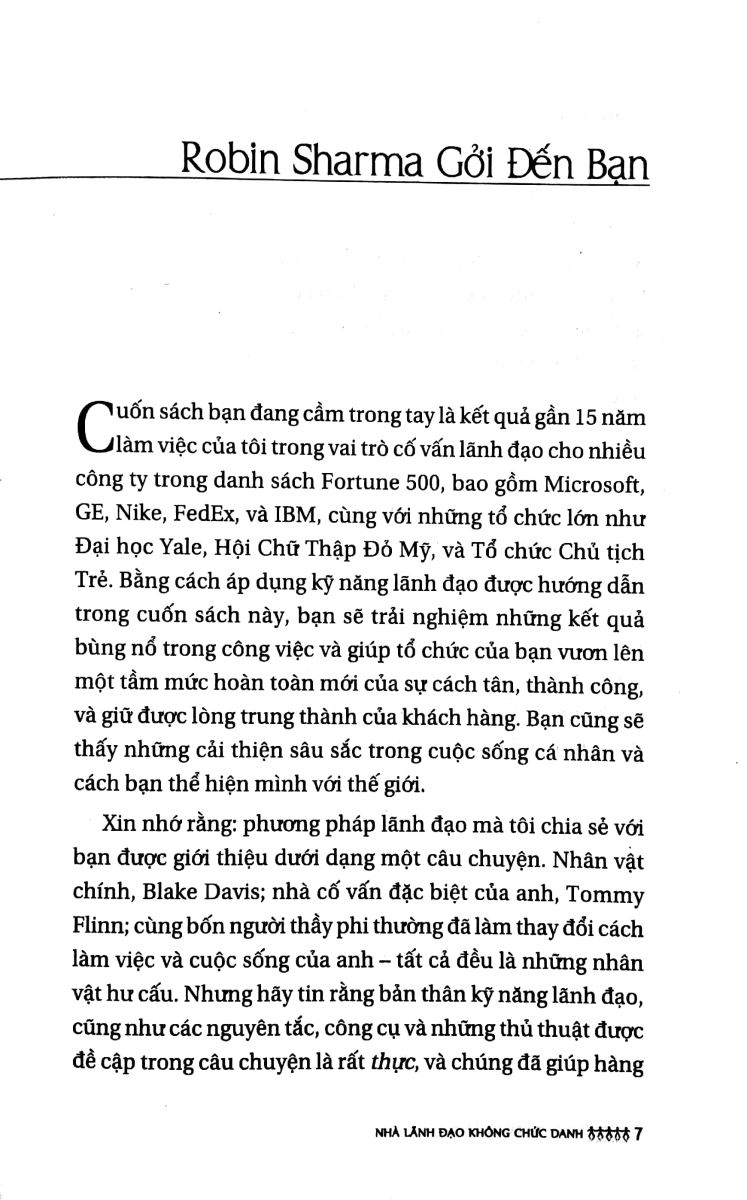 Robin Sharma Gởi Đến Bạn
Cuốn sách bạn đang cầm trong tay là kết quả gần 15 năm
làm việc của tôi trong vai trò cố vấn lãnh đạo cho nhiều
công ty trong danh sách Fortune 500, bao gồm Microsoft,
GE, Nike, FedEx, và IBM, cùng với những tổ chức lớn như
Đại học Yale, Hội Chữ Thập Đỏ Mỹ, và Tổ chức Chủ tịch
Trẻ. Bằng cách áp dụng kỹ năng lãnh đạo được hướng dẫn
trong cuốn sách này, bạn sẽ trải nghiệm những kết quả
bùng nổ trong công việc và giúp tổ chức của bạn vươn lên
một tầm mức hoàn toàn mới của sự cách tân, thành công,
và giữ được lòng trung thành của khách hàng. Bạn cũng sẽ
thấy những cải thiện sâu sắc trong cuộc sống cá nhân và
cách bạn thể hiện mình với thế giới.
Xin nhớ rằng: phương pháp lãnh đạo mà tôi chia sẻ với
bạn được giới thiệu dưới dạng một câu chuyện. Nhân vật
chính, Blake Davis; nhà cố vấn đặc biệt của anh, Tommy
Flinn; cùng bốn người thầy phi thường đã làm thay đổi cách
làm việc và cuộc sống của anh – tất cả đều là những nhân
vật hư cấu. Nhưng hãy tin rằng bản thân kỹ năng lãnh đạo,
cũng như các nguyên tắc, công cụ và những thủ thuật được
đề cập trong câu chuyện là rất thực, và chúng đã giúp hàng
NHÀ LÃNH ĐẠO KHÔNG CHỨC DANH 7